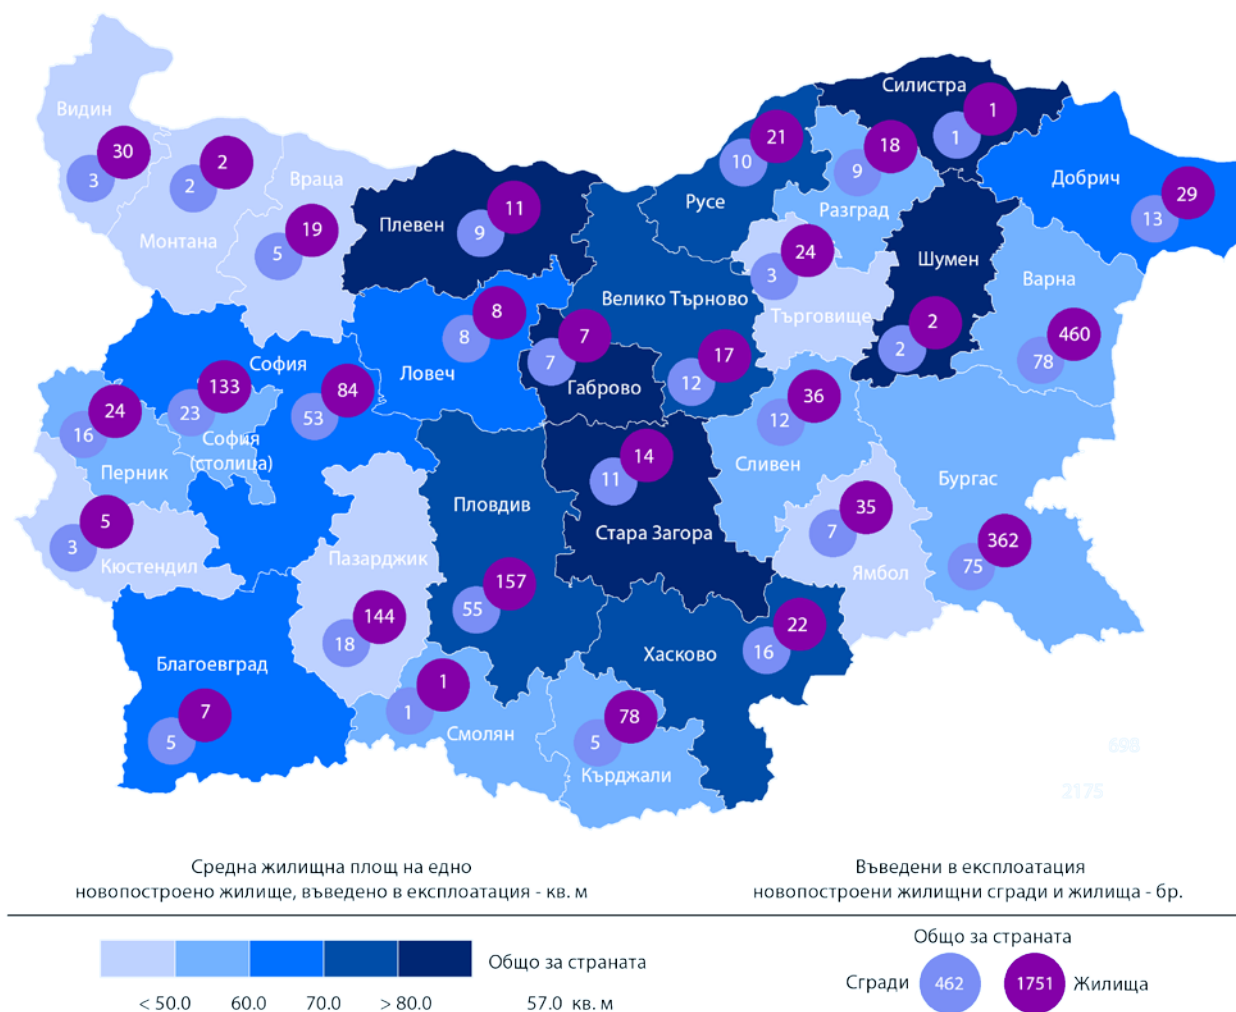 Силистра
1
1
Видин
30
3
2
2
Враца
19
5
Монтана
Плевен
11
9
21
10
Русе
18
9
Разград
Добрич
29
13
24
3
Търговище
Шумен
2
2
Варна
460
78
Велико Търново
17
12
8
8
Ловеч
7
7
Габрово
София
133
23
84
53
София
(столица)
24
16
Перник
36
12
Сливен
14
11
Стара Загора
Бургас
362
75
5
3
Кюстендил
Пловдив
157
55
Пазарджик
144
18
35
7
Ямбол
22
16
Хасково
Благоевград
7
5
1
1
Смолян
78
5
Кърджали
698
2175
Средна жилищна площ на едно
новопостроено жилище, въведено в експлоатация - кв. м
Въведени в експлоатация
новопостроени жилищни сгради и жилища - бр.
Общо за страната
< 50.0 60.0 70.0 > 80.0 57.0 кв. м
Общо за страната
Сгради 462 1751 Жилища